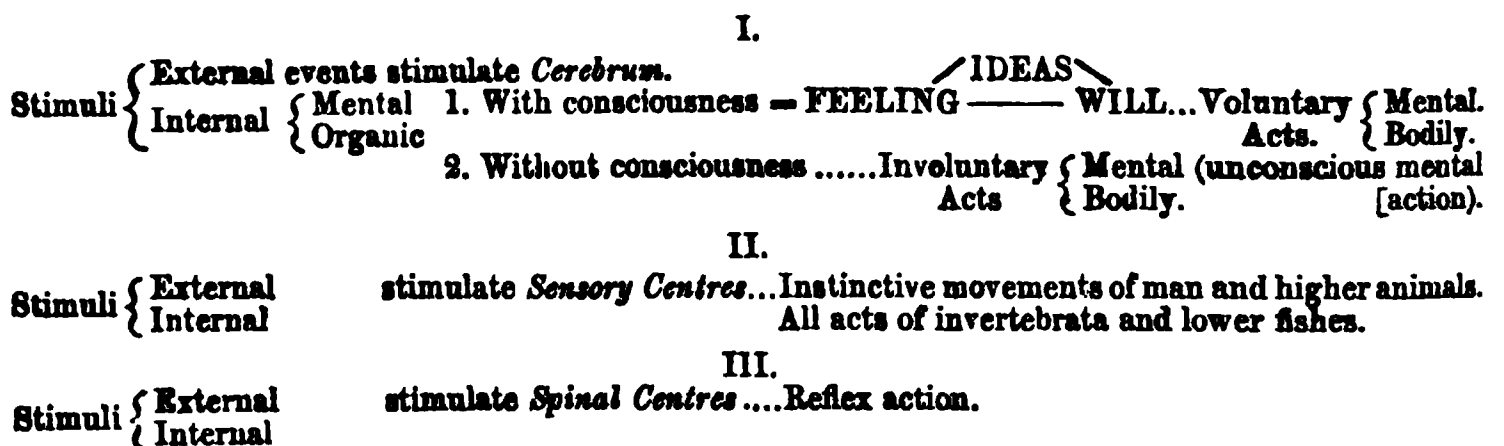 I.
Stimuli { External events stimulate Cerebrum.
Internal { Mental
Organic
1. With consciousness = FEELING —— WILL...Voluntary Acts. { Mental.
Bodily.
IDEAS
2. Without consciousness ......Involuntary Acts { Mental (unconscious mental
Bodily. [action).
II.
Stimuli { External stimulate Sensory Centres...Instinctive movements of man and higher animals.
Internal All acts of invertebrata and lower fishes.
III.
Stimuli { External stimulate Spinal Centres ....Reflex action.
Internal